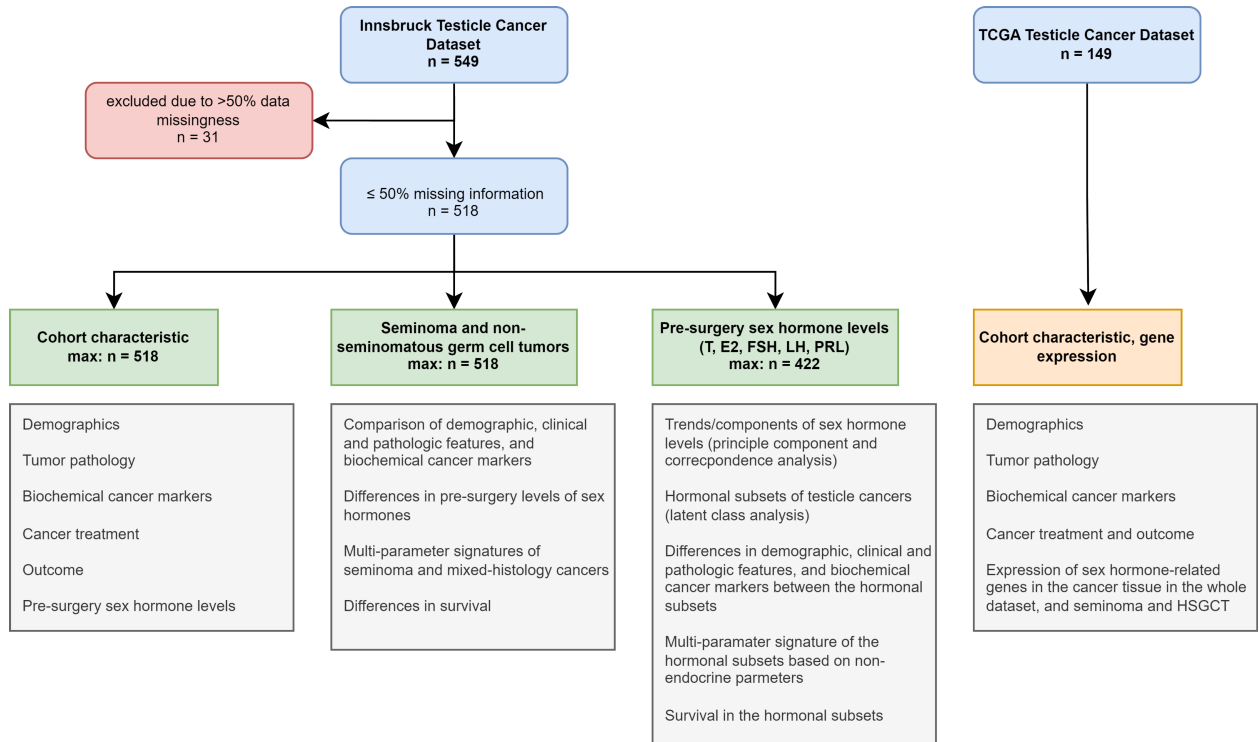 Innsbruck Testicle Cancer
Dataset
n = 549
TCGA Testicle Cancer Dataset
n = 149
excluded due to >50% data
missingness
n = 31
≤ 50% missing information
n = 518
Cohort characteristic
max: n = 518
Seminoma and non-
seminomatous germ cell tumors
max: n = 518
Pre-surgery sex hormone levels
(T, E2, FSH, LH, PRL)
max: n = 422
Cohort characteristic, gene
expression
Demographics
Tumor pathology
Biochemical cancer markers
Cancer treatment
Outcome
Pre-surgery sex hormone levels
Comparison of demographic, clinical
and pathologic features, and
biochemical cancer markers
Differences in pre-surgery levels of sex
hormones
Multi-parameter signatures of
seminoma and mixed-histology cancers
Differences in survival
Trends/components of sex hormone
levels (principle component and
correcpondence analysis)
Hormonal subsets of testicle cancers
(latent class analysis)
Differences in demographic, clinical and
pathologic features, and biochemical
cancer markers between the hormonal
subsets
Multi-paramater signature of the
hormonal subsets based on non-
endocrine parmeters
Survival in the hormonal subsets
Demographics
Tumor pathology
Biochemical cancer markers
Cancer treatment and outcome
Expression of sex hormone-related
genes in the cancer tissue in the whole
dataset, and seminoma and HSGCT